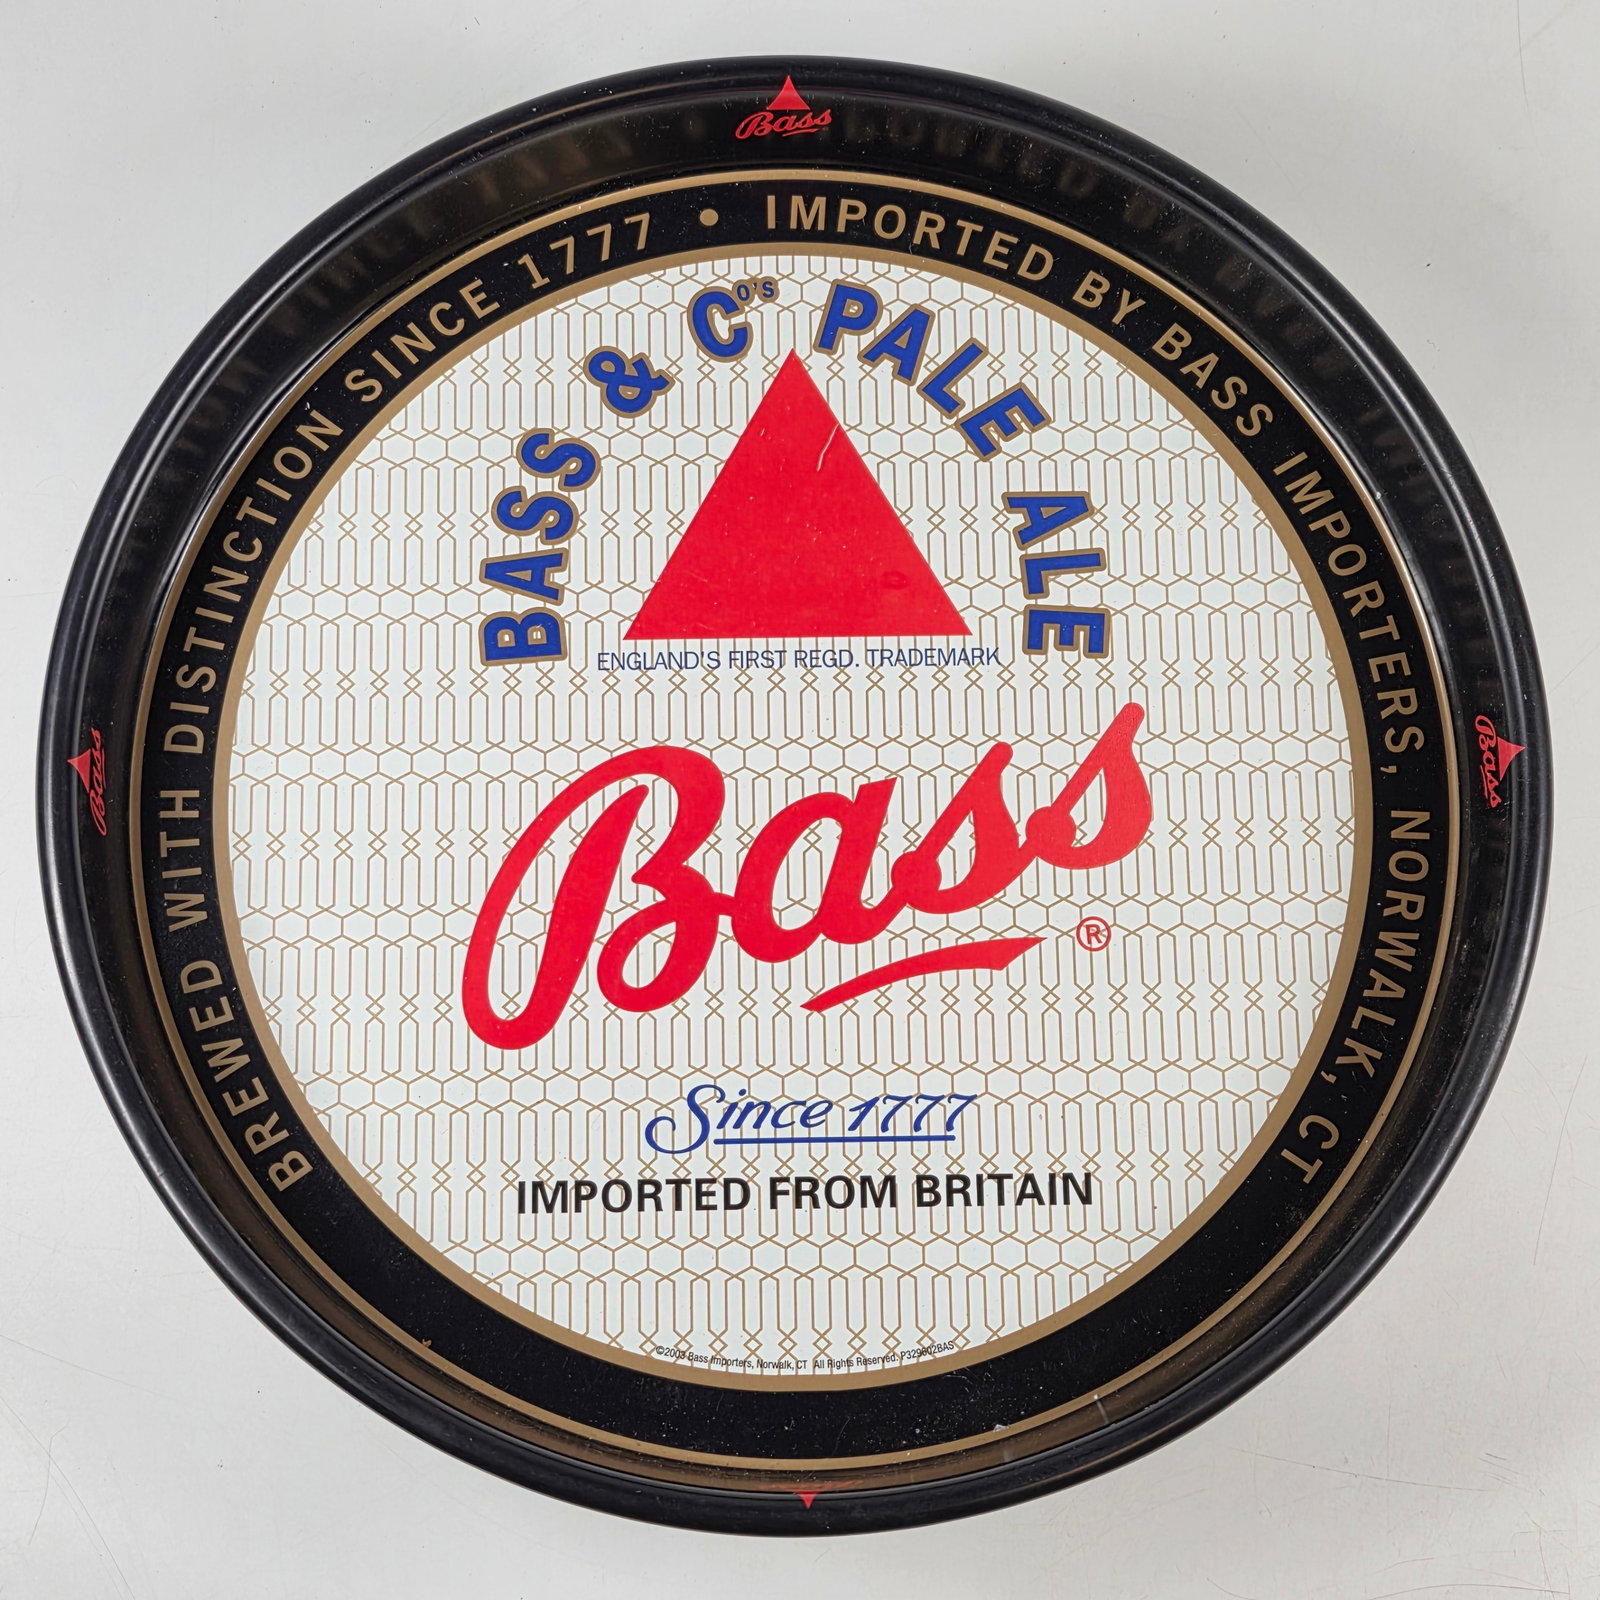 Bass
BREWED WITH DISTINCTION SINCE 1777 • IMPORTED BY BASS IMPORTERS, NORWALK, CT
BASS & CO'S PALE ALE
ENGLAND'S FIRST REGD. TRADEMARK
Bass
Bass ®
Bass
Since 1777
IMPORTED FROM BRITAIN
©2003 Bass Importers, Norwalk, CT All Rights Reserved. P329602BAS